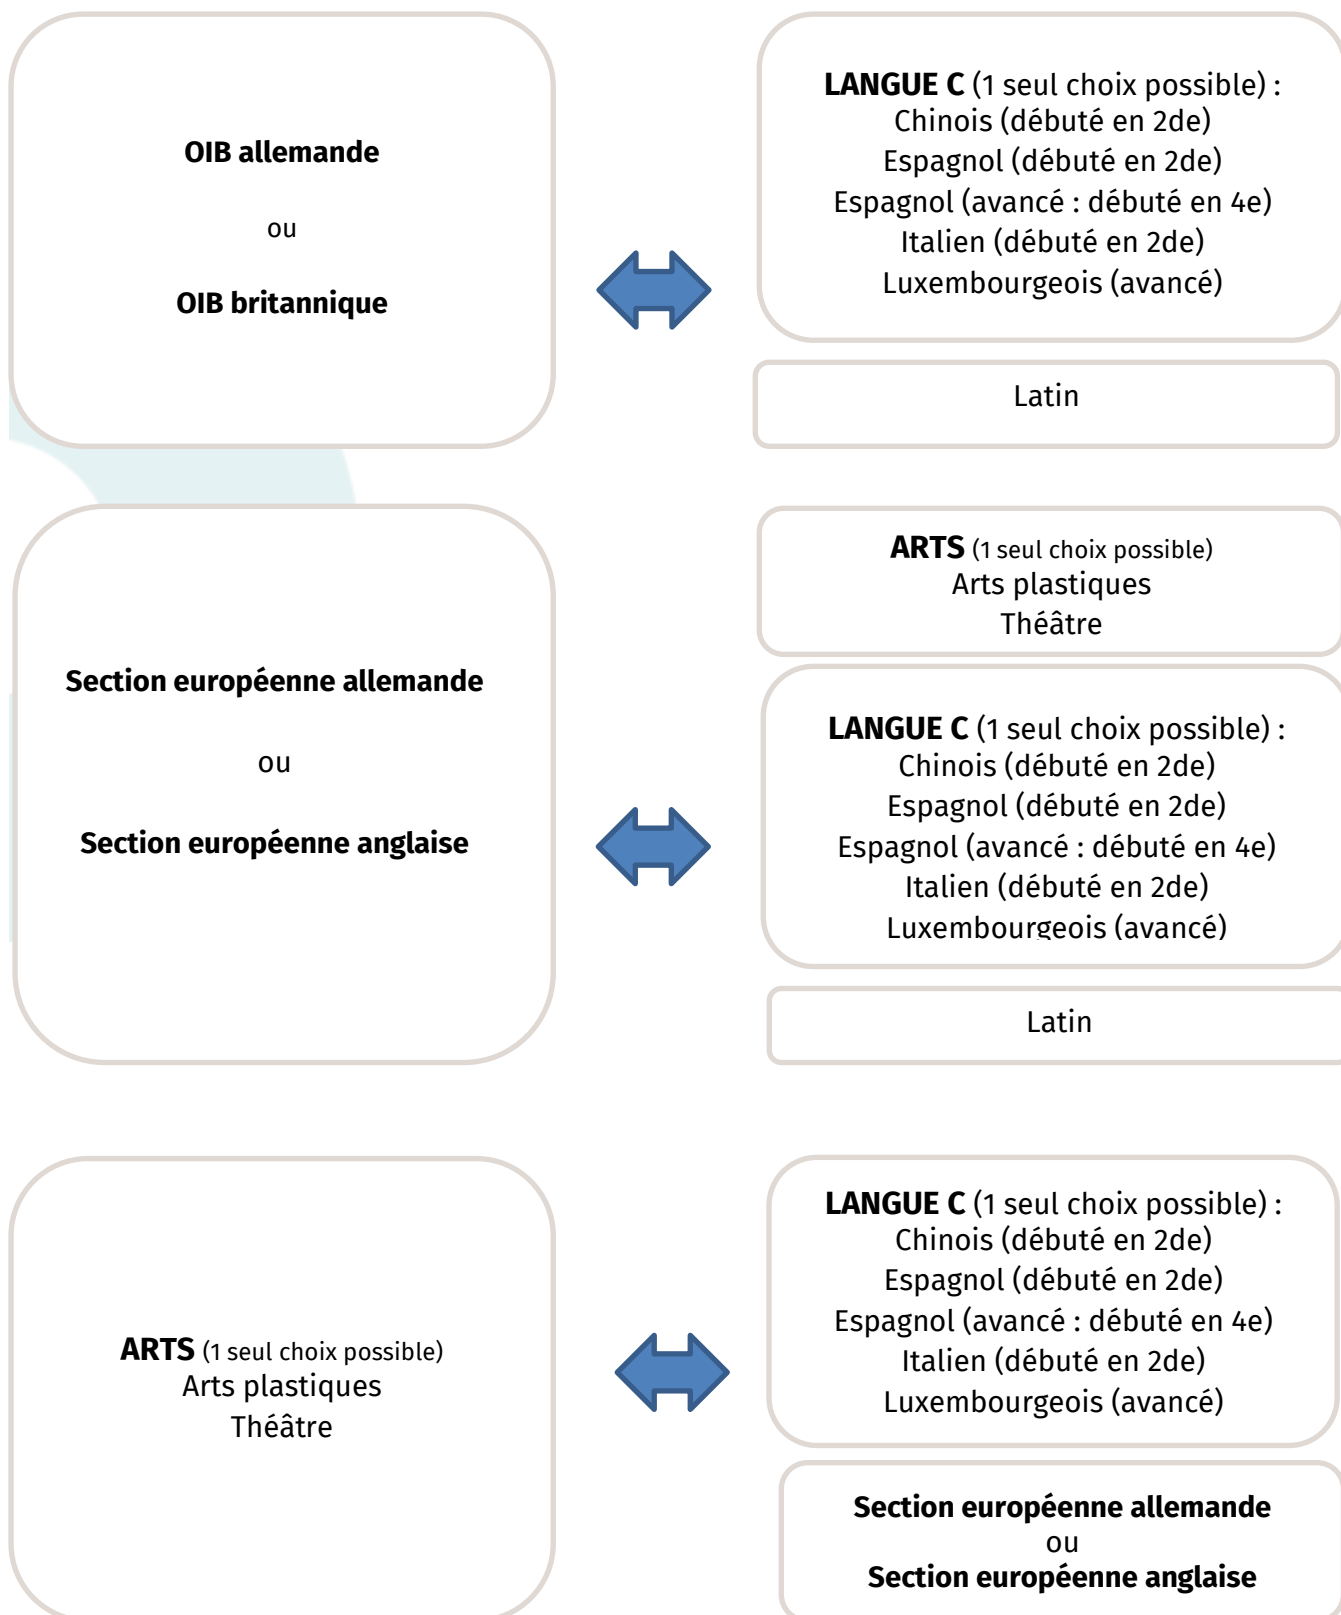 OIB allemande
ou
OIB britannique
LANGUE C (1 seul choix possible) :
Chinois (débuté en 2de)
Espagnol (débuté en 2de)
Espagnol (avancé : débuté en 4e)
Italien (débuté en 2de)
Luxembourgeois (avancé)
Latin
Section européenne allemande
ou
Section européenne anglaise
ARTS (1 seul choix possible)
Arts plastiques
Théâtre
LANGUE C (1 seul choix possible) :
Chinois (débuté en 2de)
Espagnol (débuté en 2de)
Espagnol (avancé : débuté en 4e)
Italien (débuté en 2de)
Luxembourgeois (avancé)
Latin
ARTS (1 seul choix possible)
Arts plastiques
Théâtre
LANGUE C (1 seul choix possible) :
Chinois (débuté en 2de)
Espagnol (débuté en 2de)
Espagnol (avancé : débuté en 4e)
Italien (débuté en 2de)
Luxembourgeois (avancé)
Section européenne allemande
ou
Section européenne anglaise